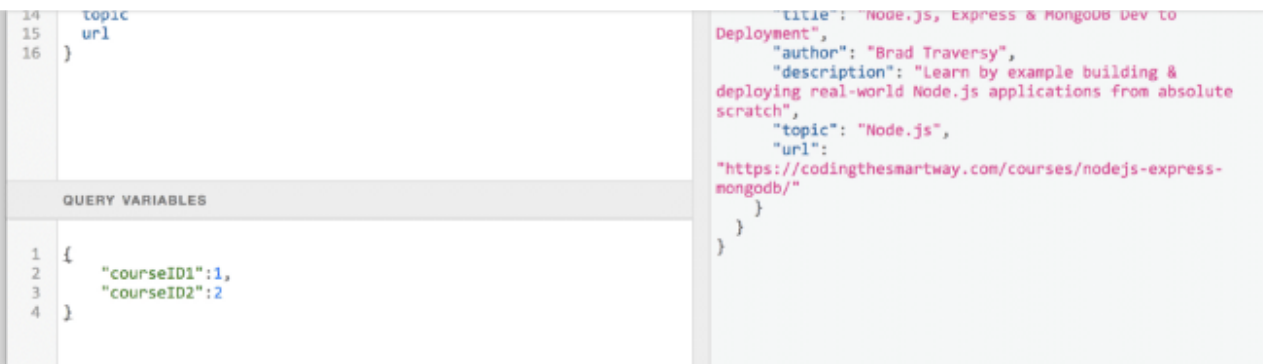 14 topic
15 url
16 }
QUERY VARIABLES
1 {
2 "courseID1":1,
3 "courseID2":2
4 }
"title": "Node.js, Express & MongoDB Dev to
Deployment",
"author": "Brad Traversy",
"description": "Learn by example building &
deploying real-world Node.js applications from absolute
scratch",
"topic": "Node.js",
"url":
"https://codingthesmartway.com/courses/nodejs-express-
mongodb/"
}
}
}